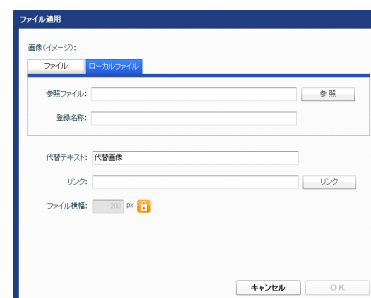 ファイル適用
画像(イメージ):
ファイル ローカルファイル
参照ファイル: 参照
登録名称:
代替テキスト: 代替画像
リンク: リンク
ファイル横幅: 200 px
キャンセル OK